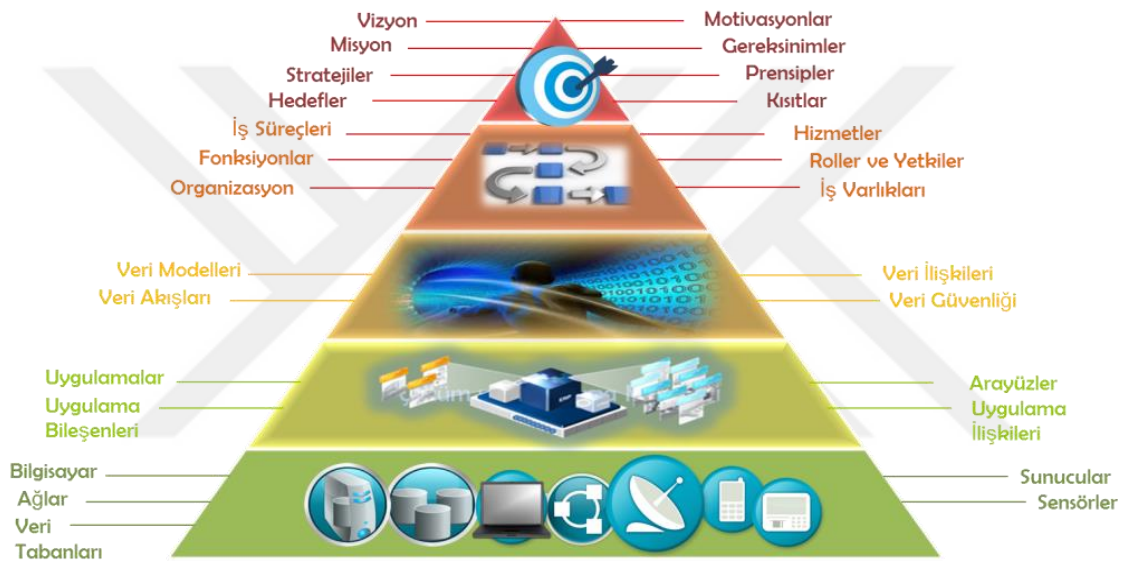 Vizyon
Misyon
Stratejiler
Hedefler
Motivasyonlar
Gereksinimler
Prensipler
Kısıtlar
İş Süreçleri
Fonksiyonlar
Organizasyon
Hizmetler
Roller ve Yetkiler
İş Varlıkları
Veri Modelleri
Veri Akışları
Veri İlişkileri
Veri Güvenliği
Uygulamalar
Uygulama
Bileşenleri
Arayüzler
Uygulama
İlişkileri
Bilgisayar
Ağlar
Veri
Tabanları
Sunucular
Sensörler